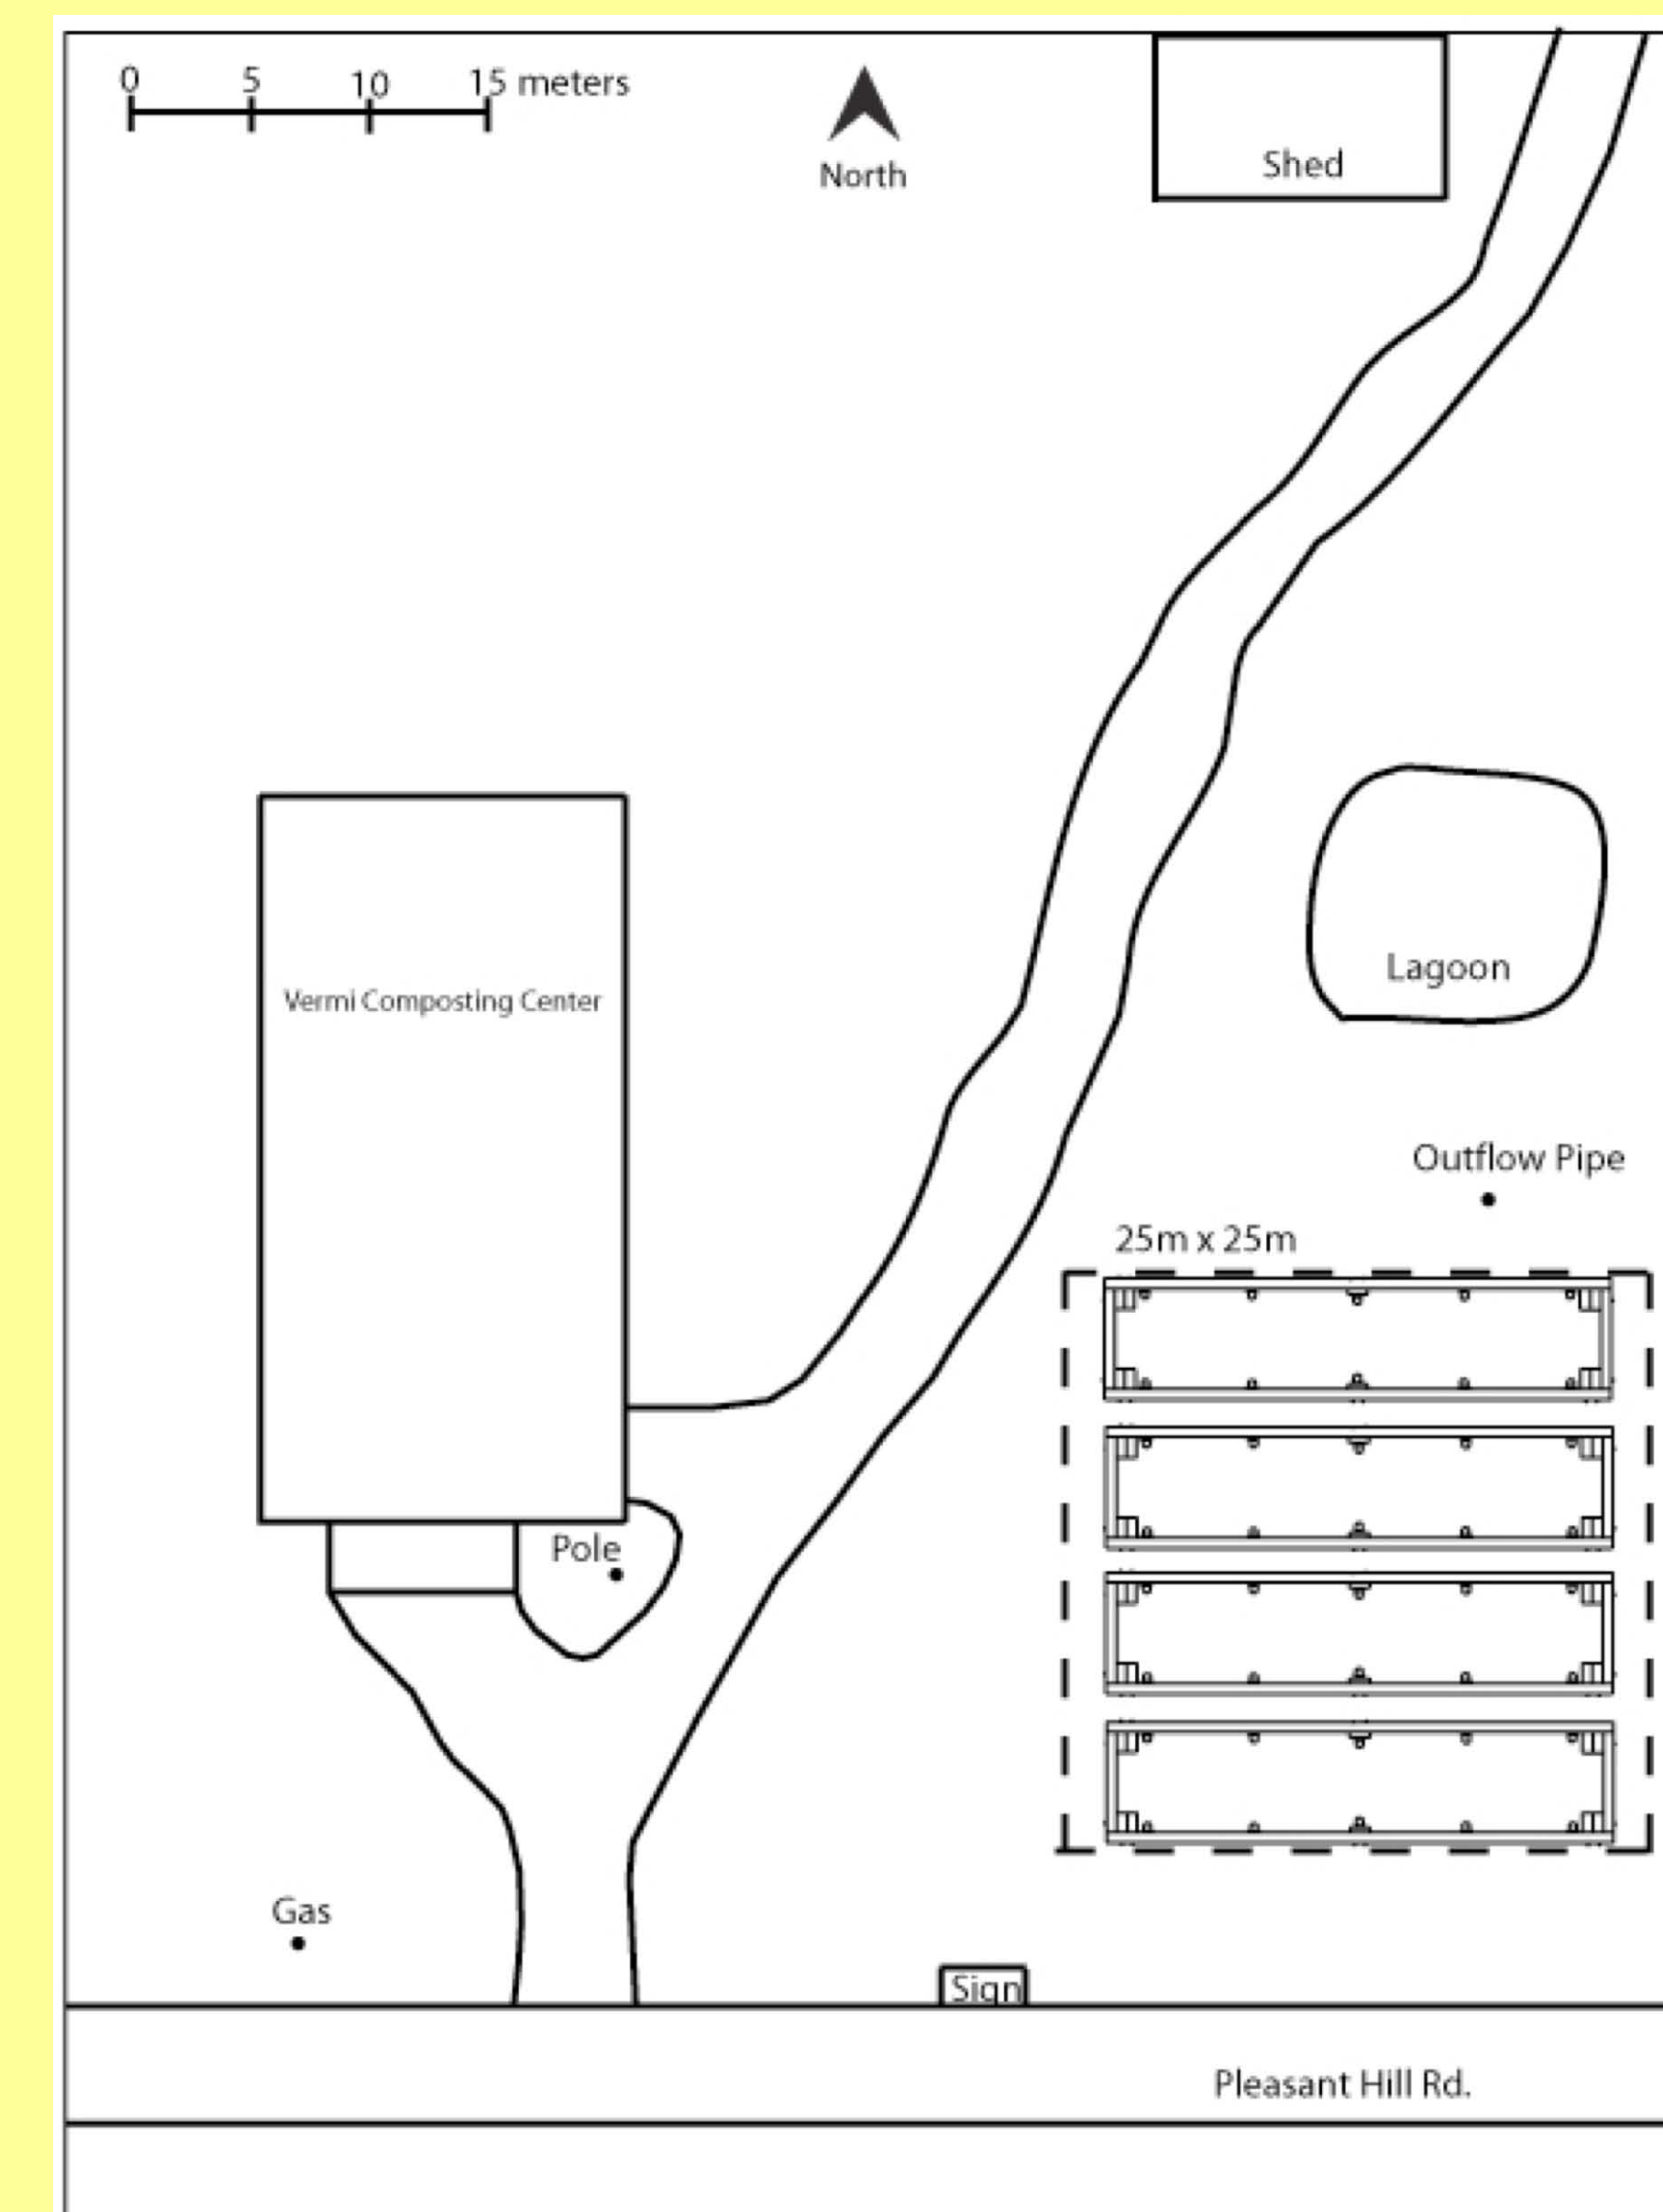 0 5 10 15 meters
North
Shed
Vermi Composting Center
Lagoon
Outflow Pipe
25m x 25m
Pole
Gas
Sign
Pleasant Hill Rd.